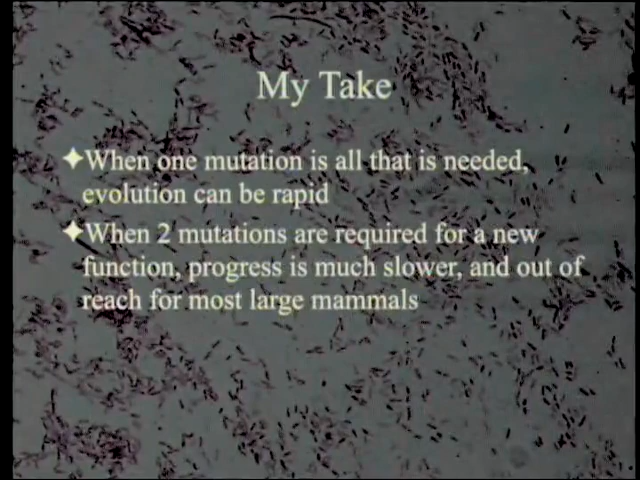 My Take
When one mutation is all that is needed,
evolution can be rapid
When 2 mutations are required for a new
function, progress is much slower, and out of
reach for most large mammals